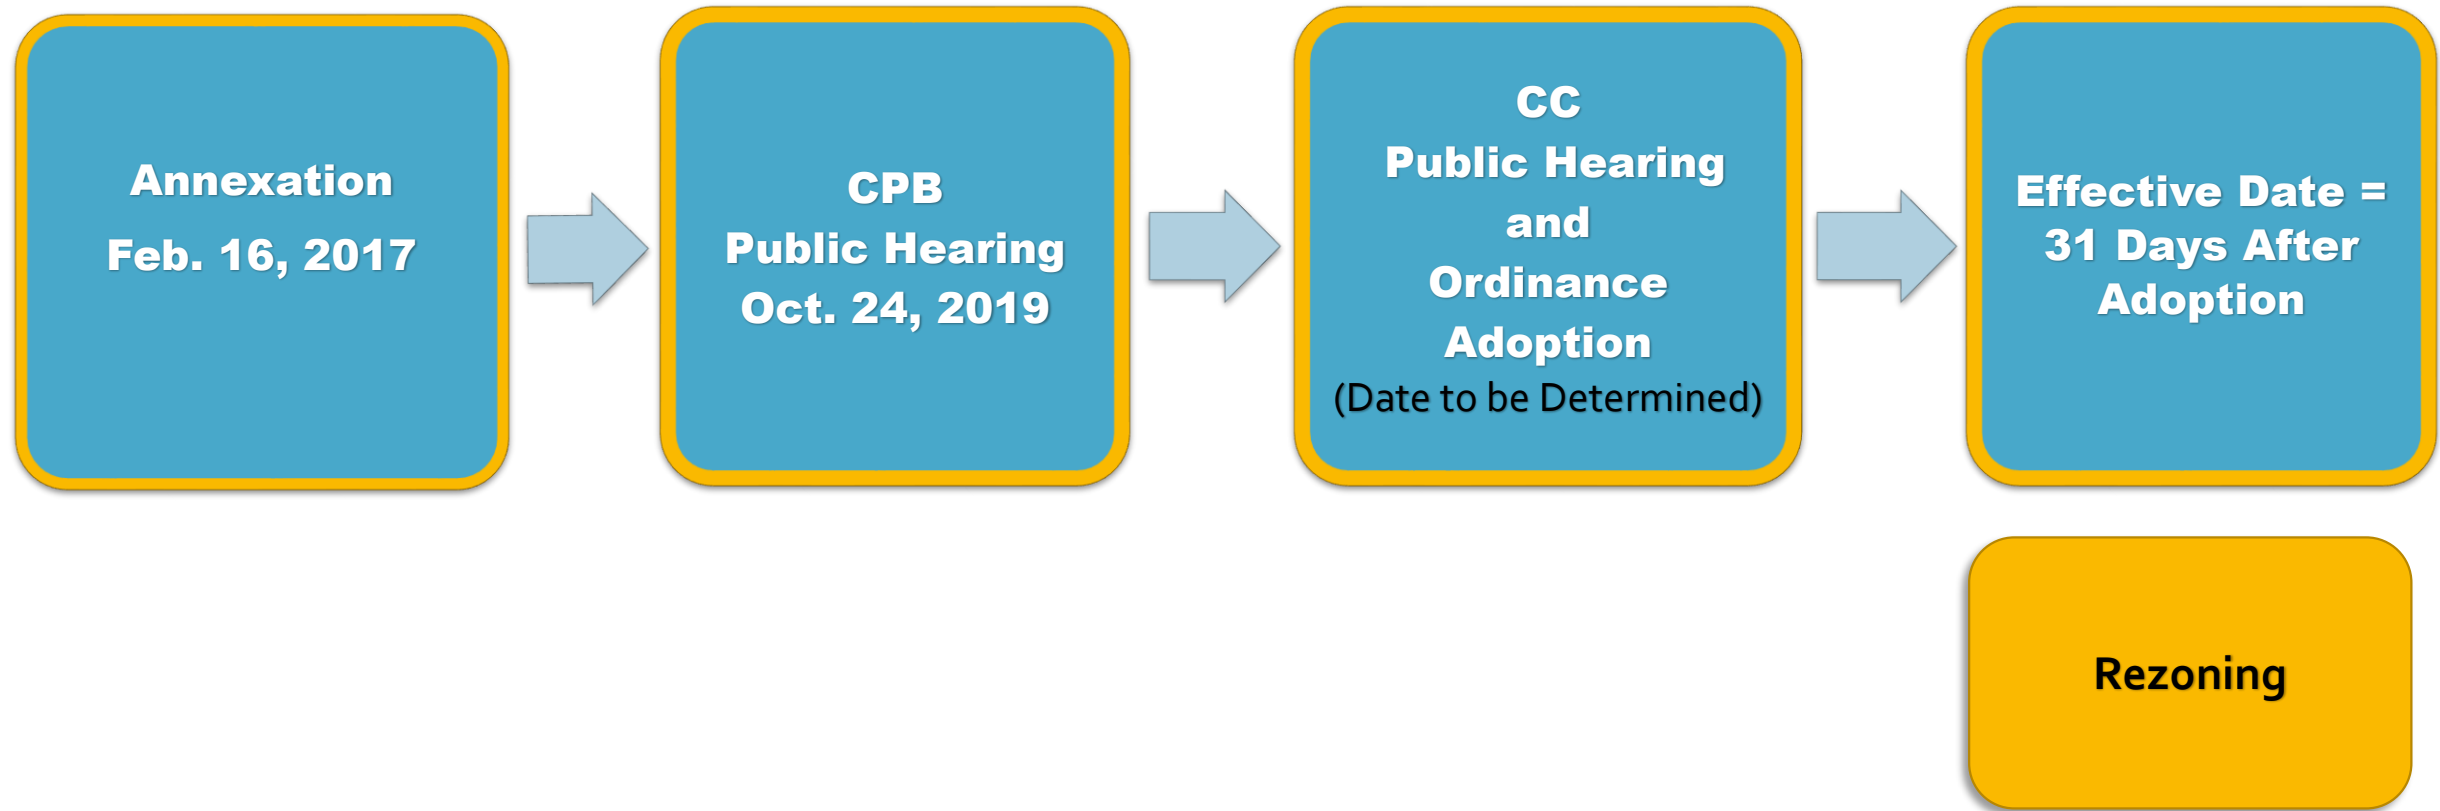 Annexation
Feb. 16, 2017
CPB
Public Hearing
Oct. 24, 2019
CC
Public Hearing
and
Ordinance
Adoption
(Date to be Determined)
Effective Date =
31 Days After
Adoption
Rezoning